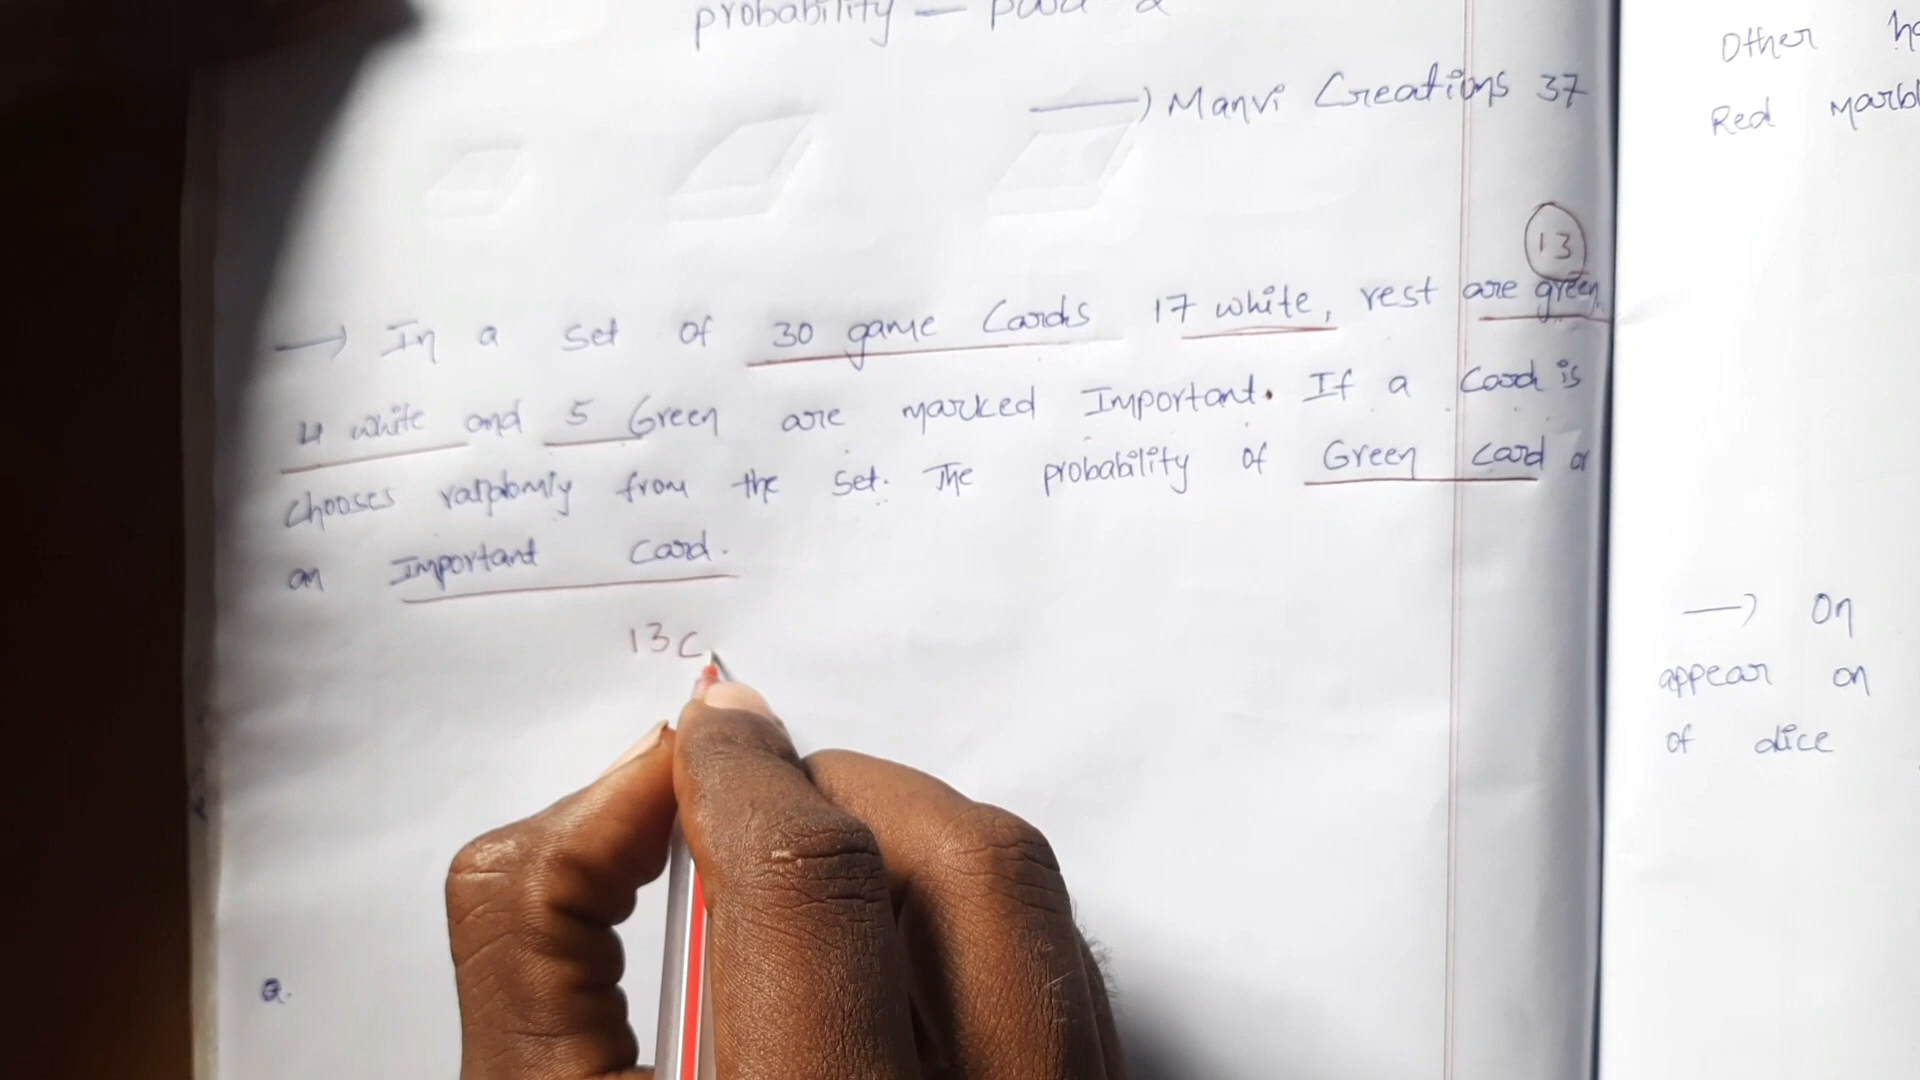 probability —
—) Manvi Creations 37
13
—) In a set of 30 game Cards 17 white, rest are green.
4 white and 5 Green are marked Important. If a Card is
chooses randomly from the set. The probability of Green Card or
an Important Card.
13C
Q.
Other
Red
—) On
appear on
of dice